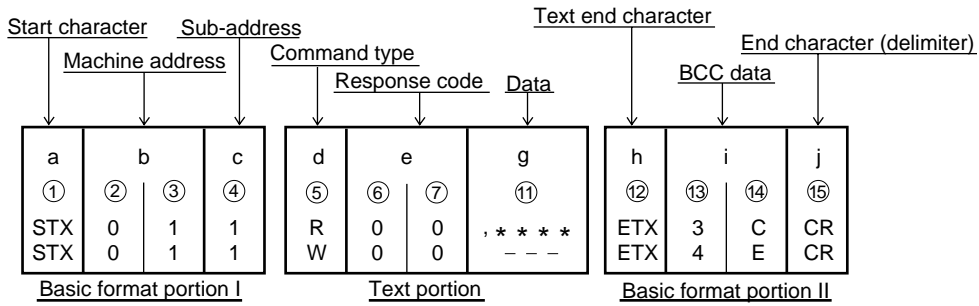 Start character Sub-address Text end character
Machine address Command type End character (delimiter)
Response code Data BCC data
a b c d e g h i j
① ② ③ ④ ⑤ ⑥ ⑦ ⑪ ⑫ ⑬ ⑭ ⑮
STX 0 1 1 R 0 0 , * * * * ETX 3 C CR
STX 0 1 1 W 0 0 – – – ETX 4 E CR
Basic format portion I Text portion Basic format portion II